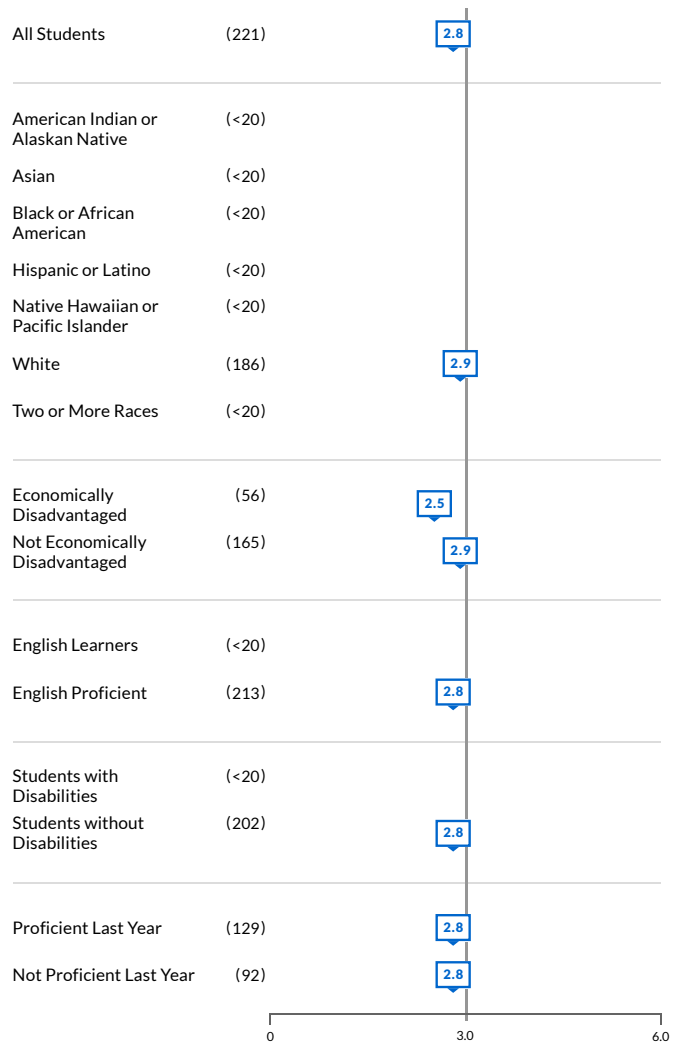 All Students (221) 2.8
American Indian or (<20)
Alaskan Native
Asian (<20)
Black or African (<20)
American
Hispanic or Latino (<20)
Native Hawaiian or (<20)
Pacific Islander
White (186) 2.9
Two or More Races (<20)
Economically (56) 2.5
Disadvantaged
Not Economically (165) 2.9
Disadvantaged
English Learners (<20)
English Proficient (213) 2.8
Students with (<20)
Disabilities
Students without (202) 2.8
Disabilities
Proficient Last Year (129) 2.8
Not Proficient Last Year (92) 2.8
0 3.0 6.0